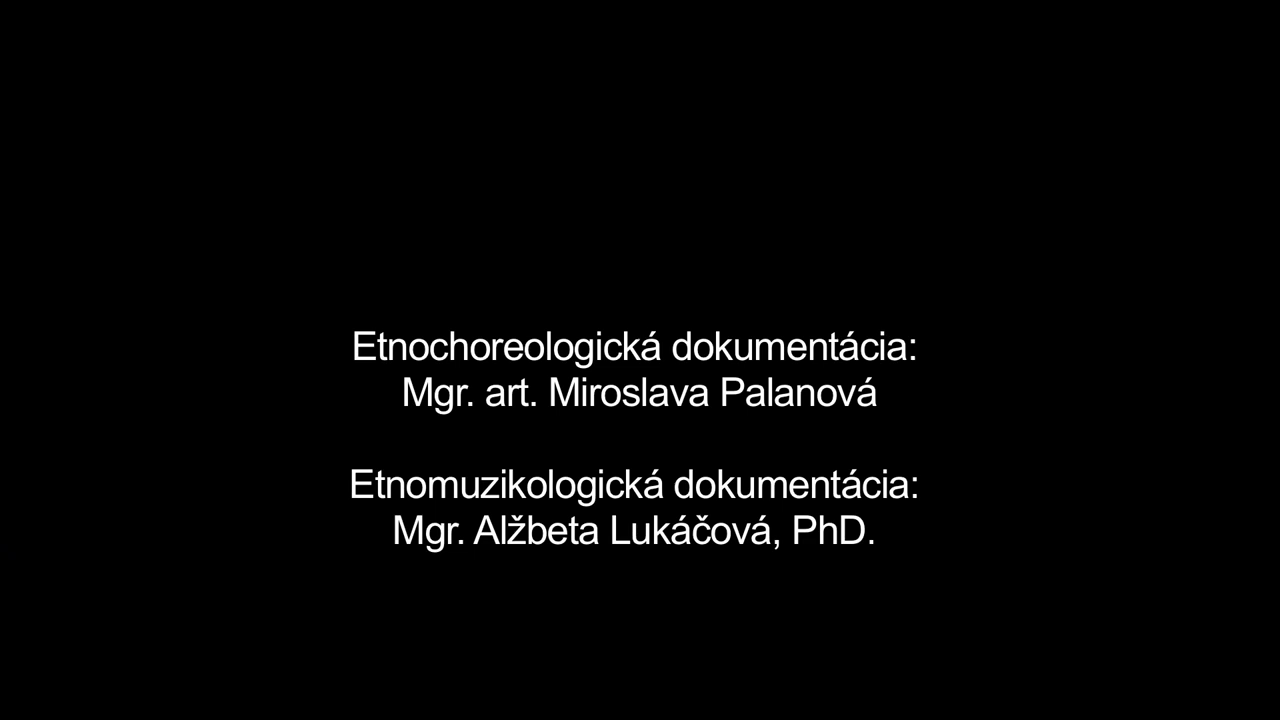 Etnochoreologická dokumentácia:
Mgr. art. Miroslava Palanová
Etnomuzikologická dokumentácia:
Mgr. Alžbeta Lukáčová, PhD.